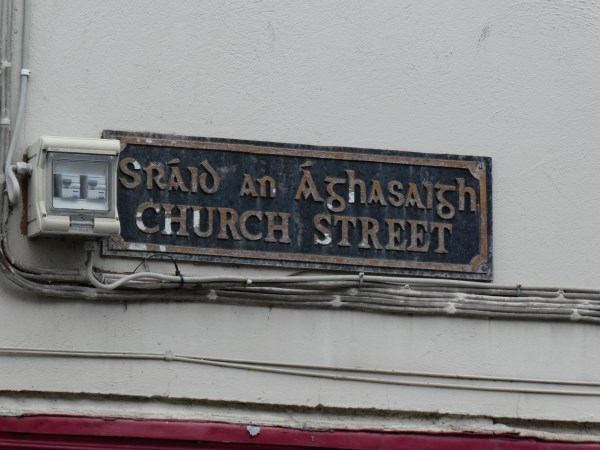 Sráid an Ághasaigh
CHURCH STREET